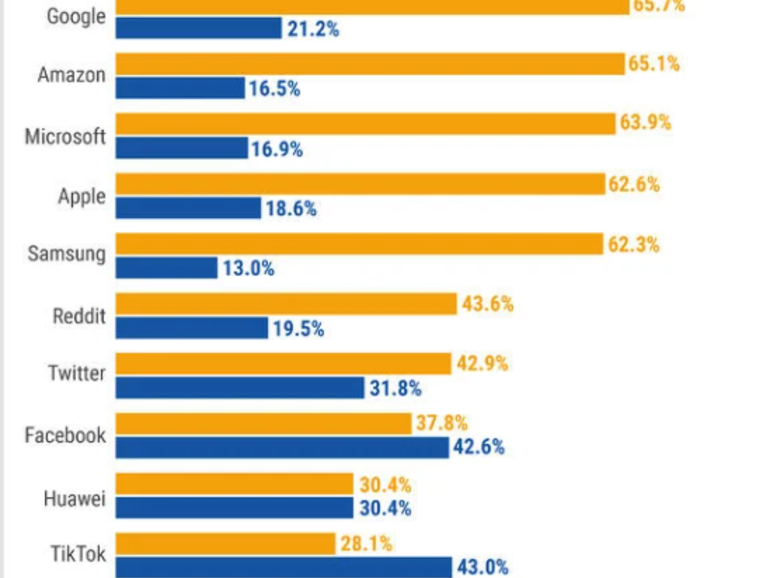 65.7%
Google
21.2%
65.1%
Amazon
16.5%
63.9%
Microsoft
16.9%
62.6%
Apple
18.6%
62.3%
Samsung
13.0%
43.6%
Reddit
19.5%
42.9%
Twitter
31.8%
37.8%
Facebook
42.6%
30.4%
Huawei
30.4%
28.1%
TikTok
43.0%